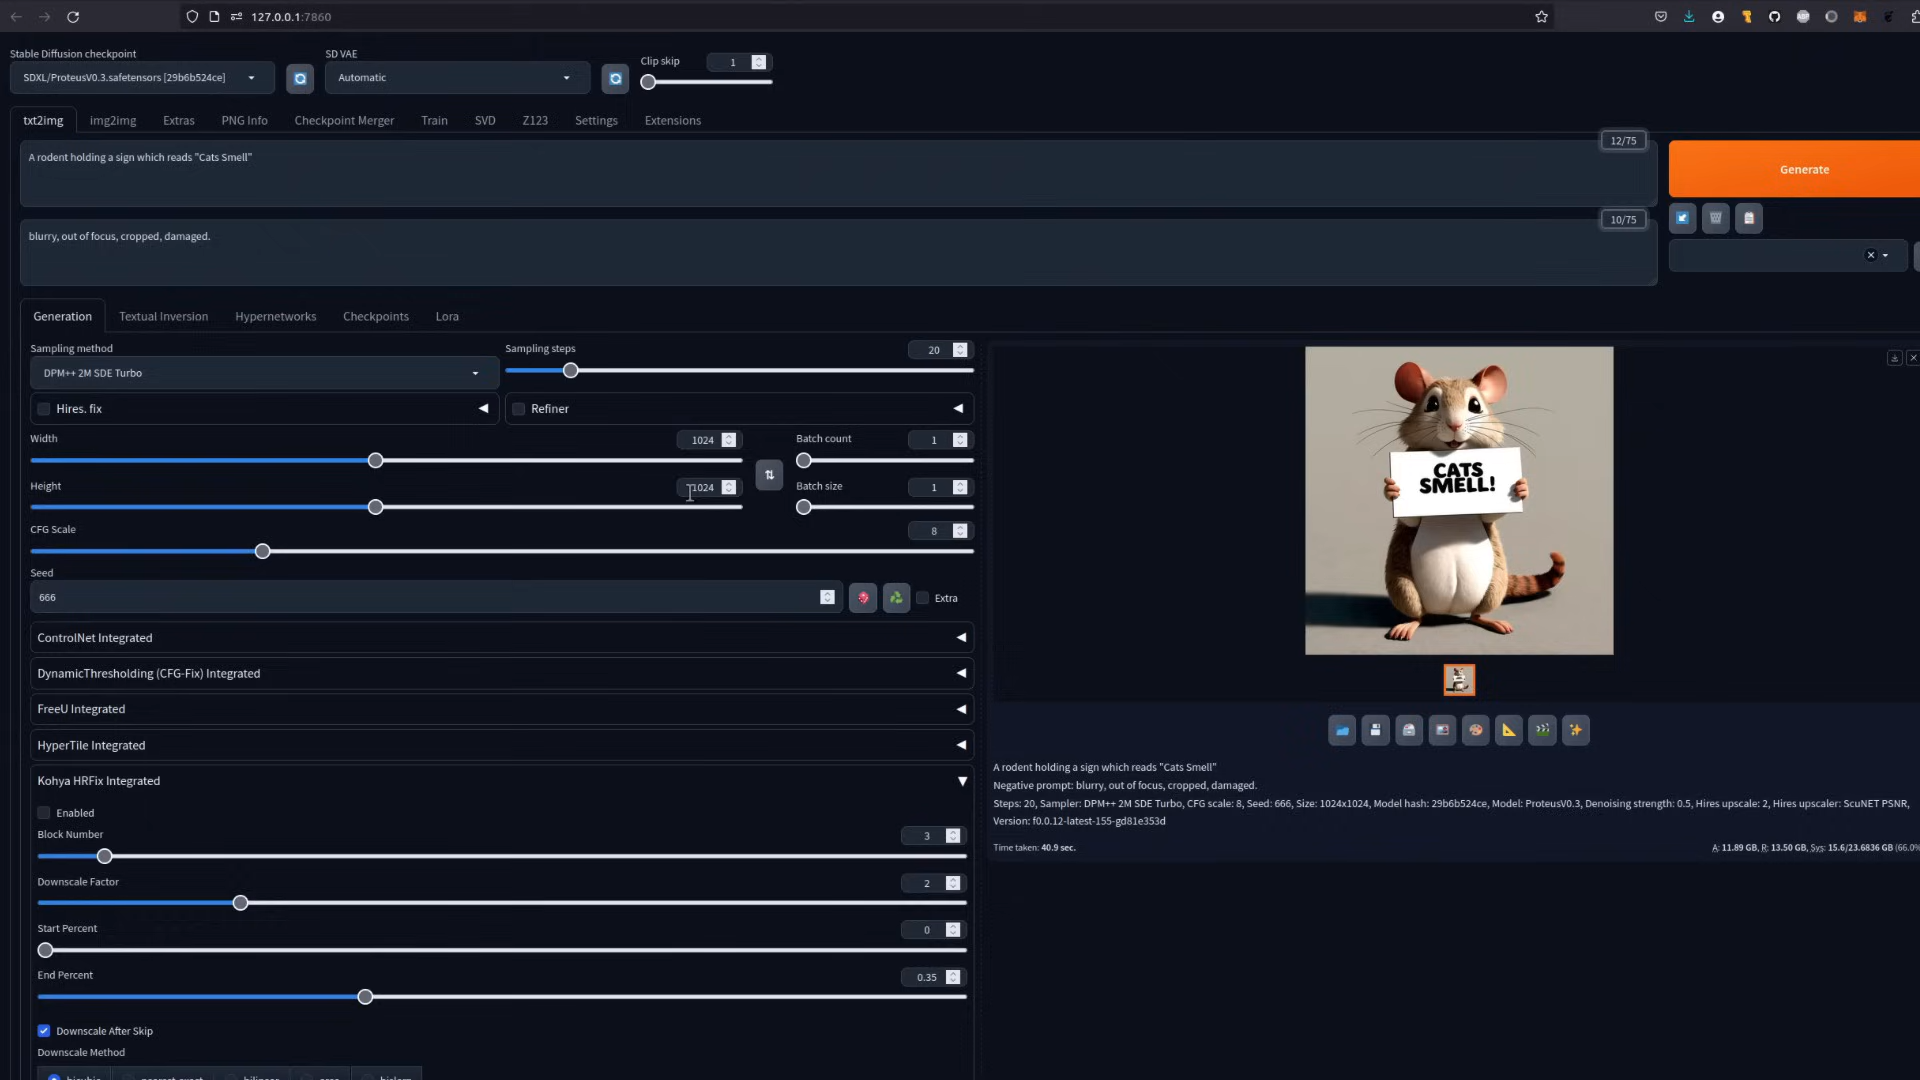 127.0.0.1:7860
Stable Diffusion checkpoint
SDXL/ProteusV0.3.safetensors [29b6b524ce]
SD VAE
Automatic
Clip skip
1
txt2img
img2img
Extras
PNG Info
Checkpoint Merger
Train
SVD
Z123
Settings
Extensions
12/75
A rodent holding a sign which reads "Cats Smell"
Generate
10/75
blurry, out of focus, cropped, damaged.
Generation
Textual Inversion
Hypernetworks
Checkpoints
Lora
Sampling method
DPM++ 2M SDE Turbo
Sampling steps
20
Hires. fix
Refiner
Width
1024
Batch count
1
Height
1024
Batch size
1
CFG Scale
8
Seed
666
Extra
ControlNet Integrated
DynamicThresholding (CFG-Fix) Integrated
FreeU Integrated
HyperTile Integrated
Kohya HRFix Integrated
Enabled
Block Number
3
Downscale Factor
2
Start Percent
0
End Percent
0.35
Downscale After Skip
Downscale Method
CATS
SMELL!
A rodent holding a sign which reads "Cats Smell"
Negative prompt: blurry, out of focus, cropped, damaged.
Steps: 20, Sampler: DPM++ 2M SDE Turbo, CFG scale: 8, Seed: 666, Size: 1024x1024, Model hash: 29b6b524ce, Model: ProteusV0.3, Denoising strength: 0.5, Hires upscale: 2, Hires upscaler: ScuNET PSNR,
Version: f0.0.12-latest-155-gd81e353d
Time taken: 40.9 sec.
A: 11.89 GB, R: 13.50 GB, Sys: 15.6/23.6836 GB (66.0%